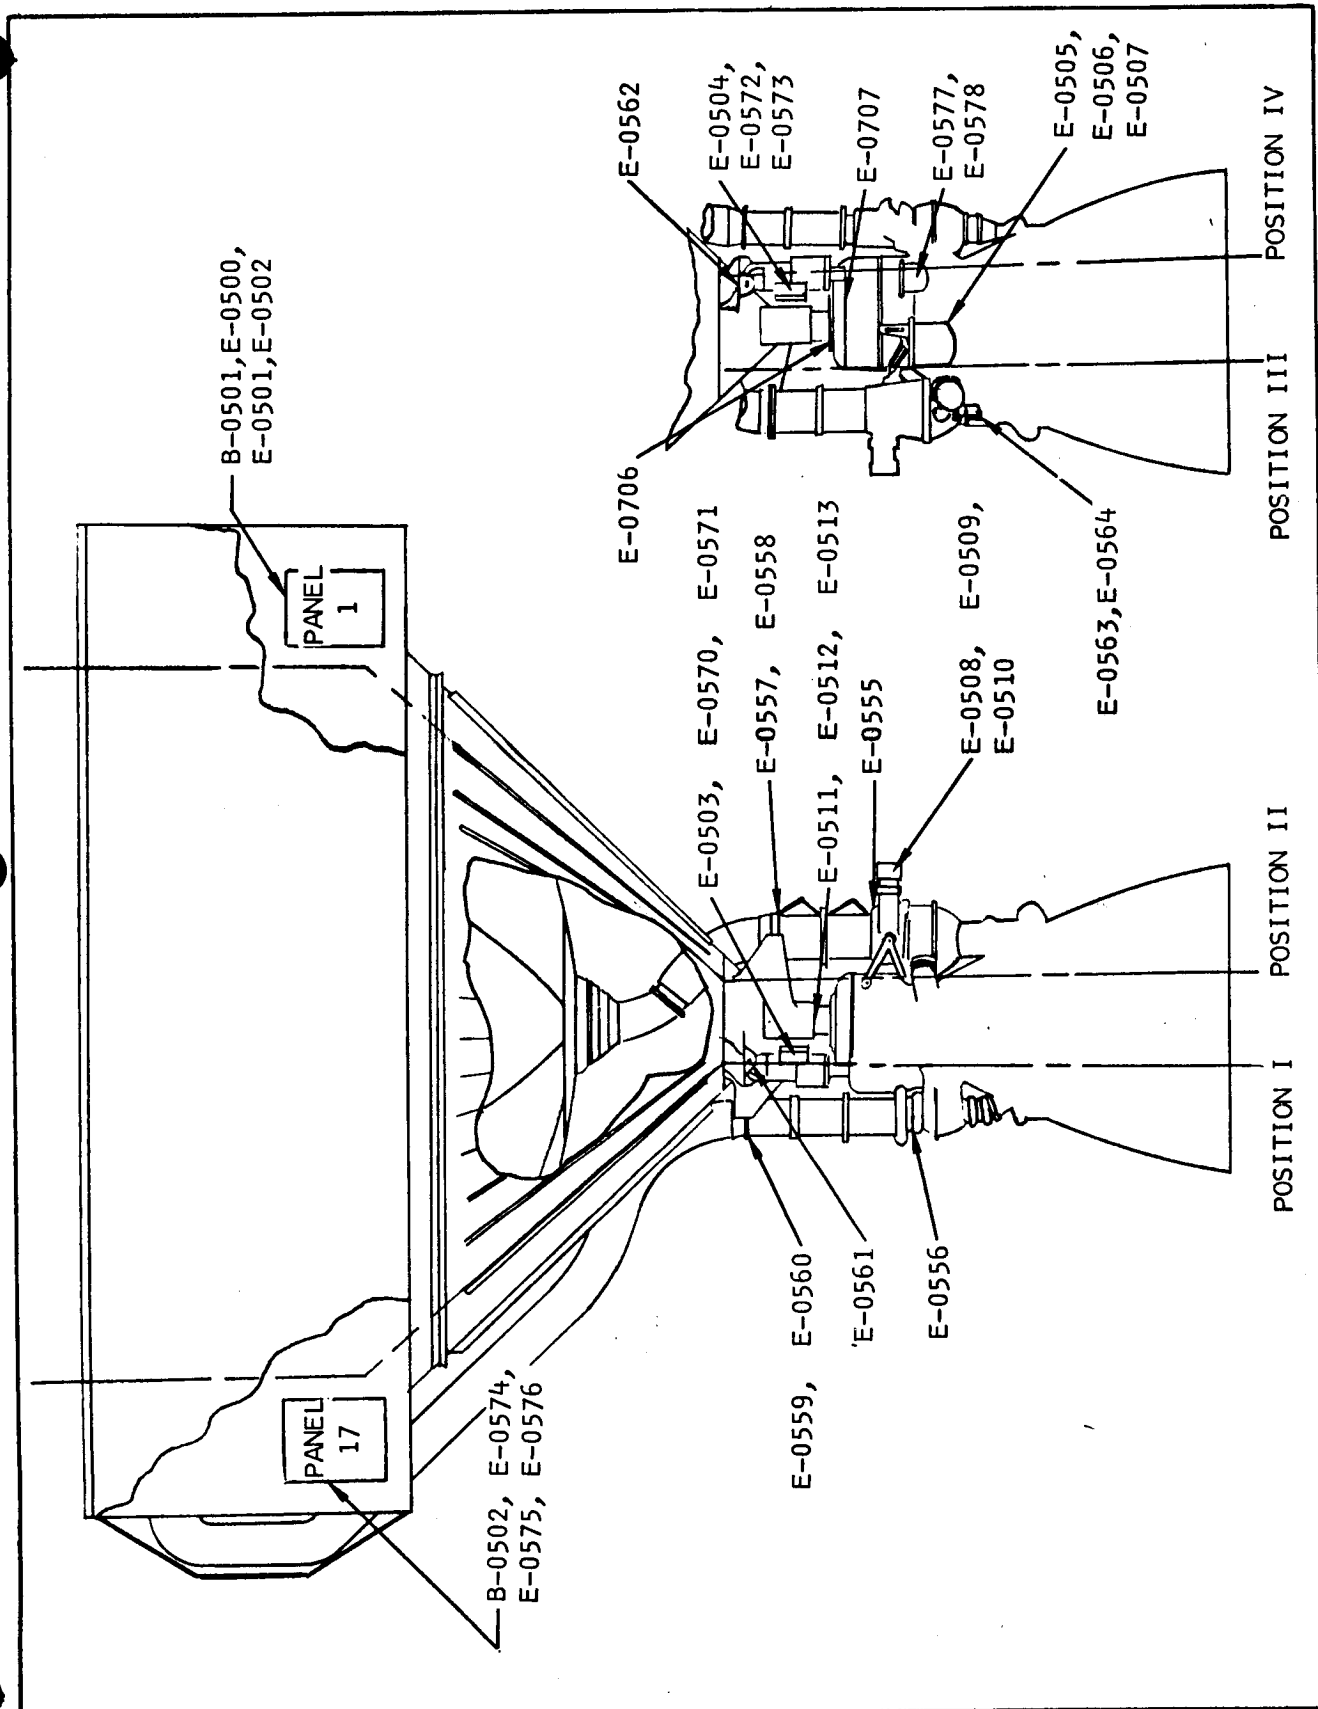 B-0501,E-0500,
E-0501,E-0502
PANEL
1
PANEL
17
B-0502, E-0574,
E-0575, E-0576
E-0503, E-0570, E-0571
E-0557, E-0558
E-0511, E-0512, E-0513
E-0555
E-0508, E-0509,
E-0510
E-0559, E-0560
E-0561
E-0556
POSITION I
POSITION II
E-0562
E-0504,
E-0572,
E-0573
E-0706
E-0707
E-0577,
E-0578
E-0505,
E-0506,
E-0507
E-0563,E-0564
POSITION III
POSITION IV